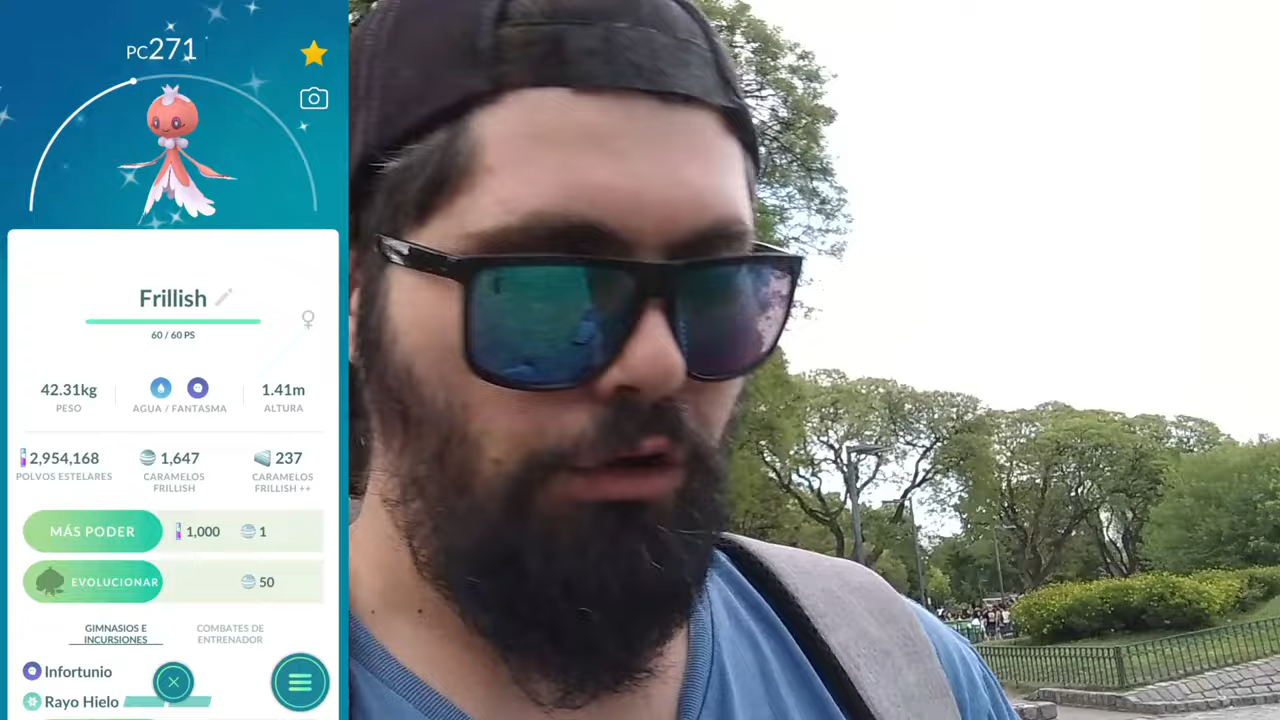 PC271
Frillish
60 / 60 PS
42.31kg
PESO
AGUA / FANTASMA
1.41m
ALTURA
2,954,168
POLVOS ESTELARES
1,647
CARAMELOS
FRILLISH
237
CARAMELOS
FRILLISH ++
MÁS PODER
1,000
1
EVOLUCIONAR
50
GIMNASIOS E
INCURSIONES
COMBATES DE
ENTRENADOR
Infortunio
Rayo Hielo